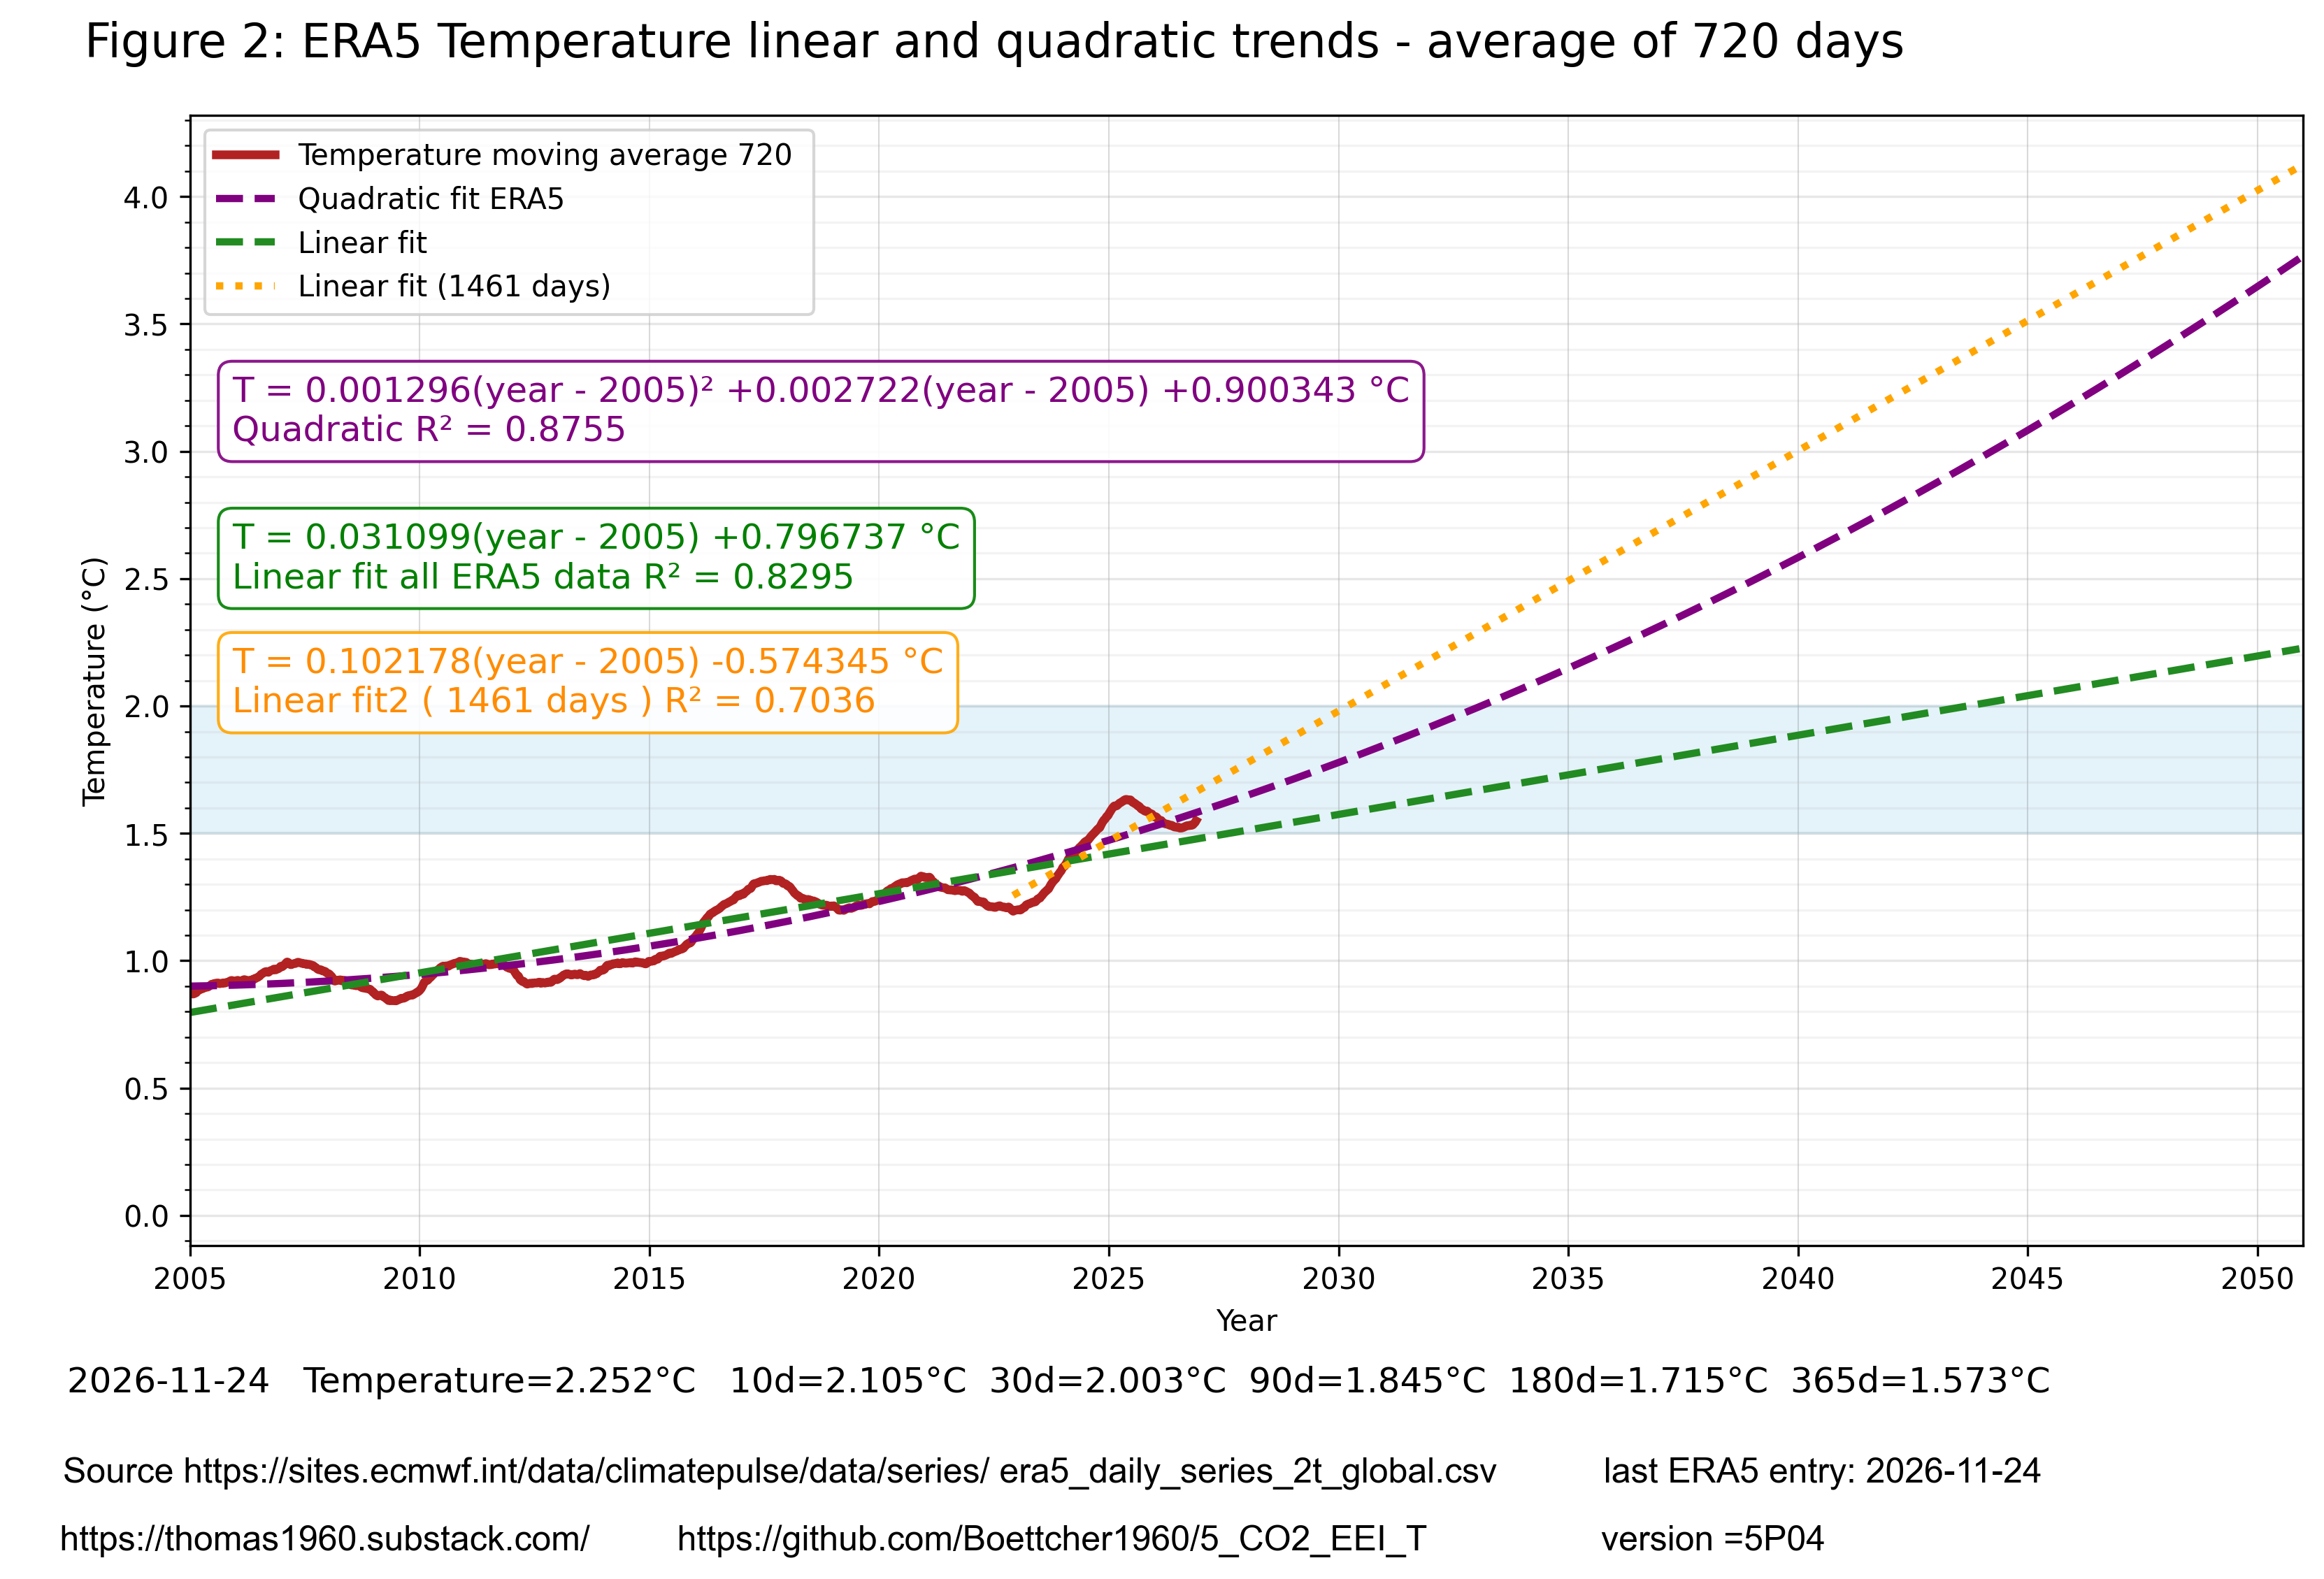 Figure 2: ERA5 Temperature linear and quadratic trends - average of 720 days
Temperature moving average 720
Quadratic fit ERA5
Linear fit
Linear fit (1461 days)
T = 0.001296(year - 2005)² +0.002722(year - 2005) +0.900343 °C
Quadratic R² = 0.8755
T = 0.031099(year - 2005) +0.796737 °C
Linear fit all ERA5 data R² = 0.8295
T = 0.102178(year - 2005) -0.574345 °C
Linear fit2 ( 1461 days ) R² = 0.7036
Temperature (°C)
4.0
3.5
3.0
2.5
2.0
1.5
1.0
0.5
0.0
2005 2010 2015 2020 2025 2030 2035 2040 2045 2050
Year
2026-11-24 Temperature=2.252°C 10d=2.105°C 30d=2.003°C 90d=1.845°C 180d=1.715°C 365d=1.573°C
Source https://sites.ecmwf.int/data/climatepulse/data/series/ era5_daily_series_2t_global.csv last ERA5 entry: 2026-11-24
https://thomas1960.substack.com/ https://github.com/Boettcher1960/5_CO2_EEI_T version =5P04